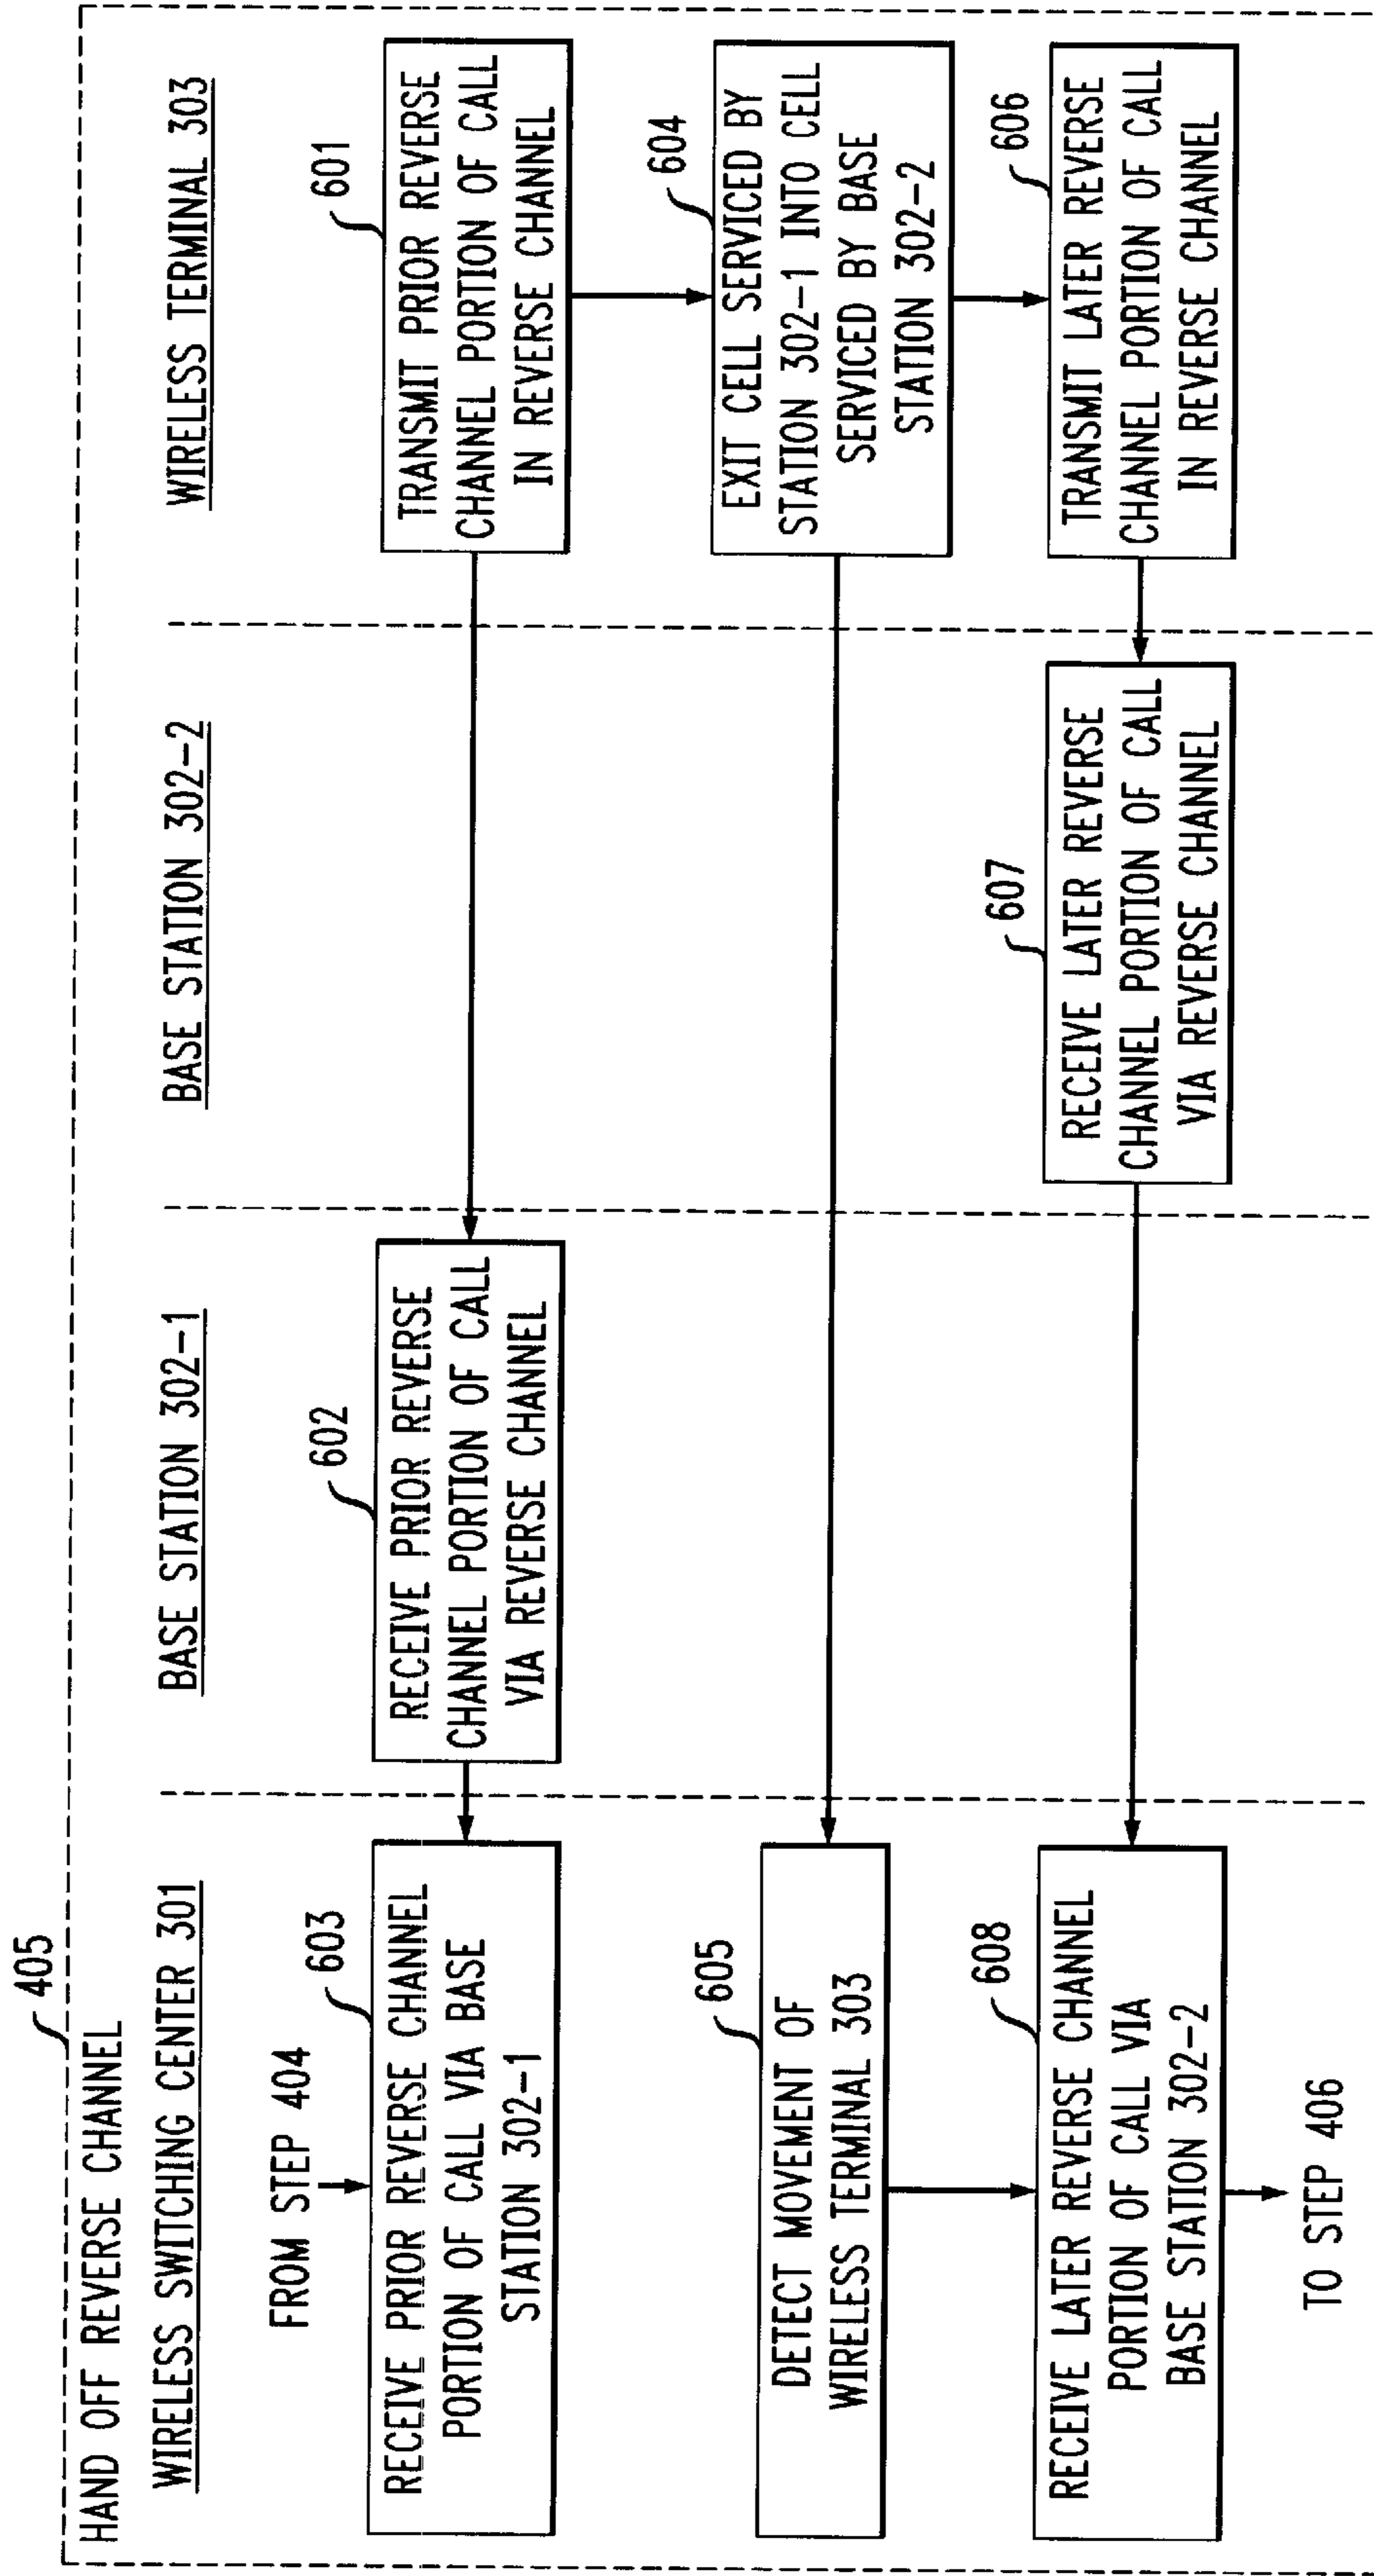 405
HAND OFF REVERSE CHANNEL
WIRELESS SWITCHING CENTER 301
BASE STATION 302-1
BASE STATION 302-2
WIRELESS TERMINAL 303
FROM STEP 404
603
RECEIVE PRIOR REVERSE CHANNEL
PORTION OF CALL VIA BASE
STATION 302-1
602
RECEIVE PRIOR REVERSE
CHANNEL PORTION OF CALL
VIA REVERSE CHANNEL
601
TRANSMIT PRIOR REVERSE
CHANNEL PORTION OF CALL
IN REVERSE CHANNEL
605
DETECT MOVEMENT OF
WIRELESS TERMINAL 303
604
EXIT CELL SERVICED BY
STATION 302-1 INTO CELL
SERVICED BY BASE
STATION 302-2
608
RECEIVE LATER REVERSE CHANNEL
PORTION OF CALL VIA
BASE STATION 302-2
607
RECEIVE LATER REVERSE
CHANNEL PORTION OF CALL
VIA REVERSE CHANNEL
606
TRANSMIT LATER REVERSE
CHANNEL PORTION OF CALL
IN REVERSE CHANNEL
TO STEP 406